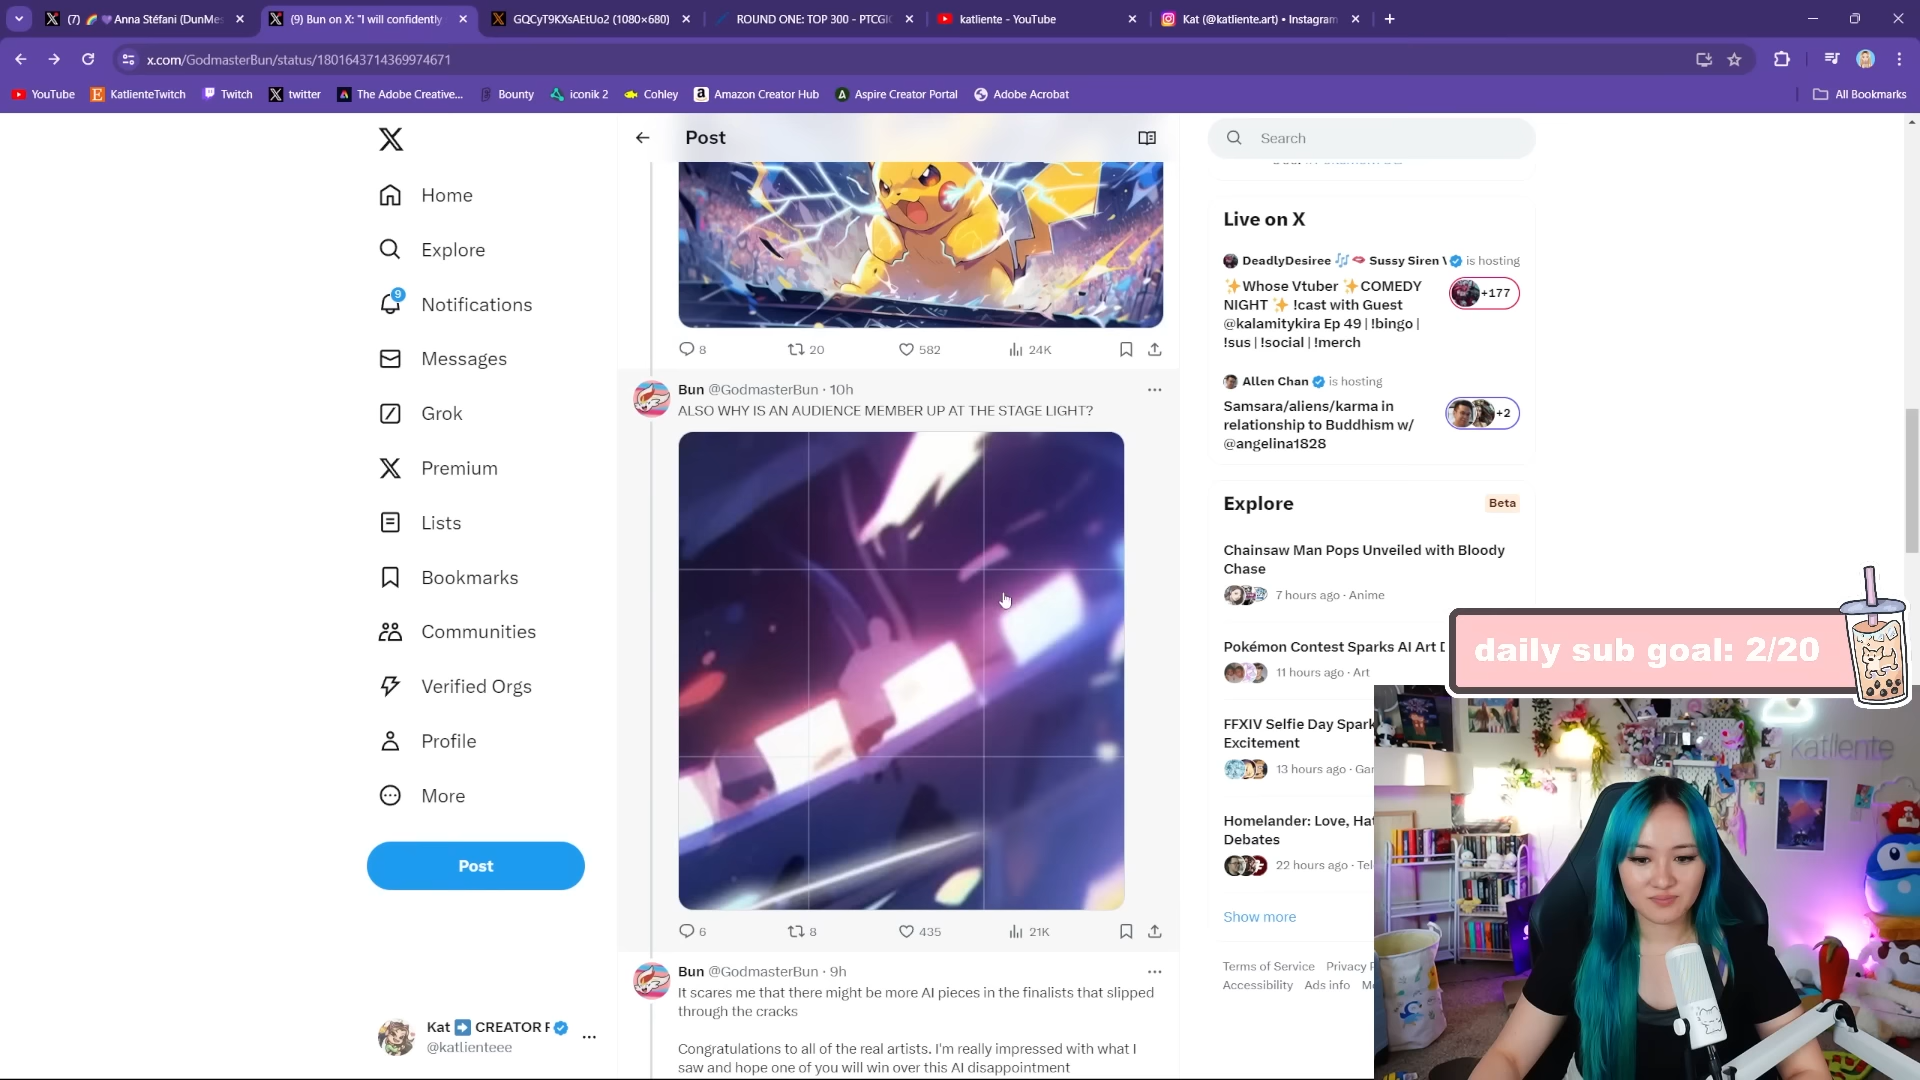 (7) 🌈💜Anna Stéfani (DunMe
(9) Bun on X: "I will confidently
GQCyT9KXsAEtUo2 (1080×680)
ROUND ONE: TOP 300 - PTCGIC
katliente - YouTube
Kat (@katliente.art) • Instagram
x.com/GodmasterBun/status/1801643714369974671
YouTube
KatlienteTwitch
Twitch
twitter
The Adobe Creative...
Bounty
iconik 2
Cohley
Amazon Creator Hub
Aspire Creator Portal
Adobe Acrobat
All Bookmarks
Home
Explore
9
Notifications
Messages
Grok
Premium
Lists
Bookmarks
Communities
Verified Orgs
Profile
More
Post
Kat ➡️ CREATOR F
@katlienteee
Post
8 20 582 24K
Bun @GodmasterBun · 10h
ALSO WHY IS AN AUDIENCE MEMBER UP AT THE STAGE LIGHT?
6 8 435 21K
Bun @GodmasterBun · 9h
It scares me that there might be more AI pieces in the finalists that slipped
through the cracks
Congratulations to all of the real artists. I'm really impressed with what I
saw and hope one of you will win over this AI disappointment
Search
Live on X
DeadlyDesiree 🎶 🫦 Sussy Siren V is hosting
✨Whose Vtuber ✨COMEDY
NIGHT ✨ !cast with Guest
@kalamitykira Ep 49 | !bingo |
!sus | !social | !merch
+177
Allen Chan is hosting
Samsara/aliens/karma in
relationship to Buddhism w/
@angelina1828
+2
Explore
Beta
Chainsaw Man Pops Unveiled with Bloody
Chase
7 hours ago · Anime
Pokémon Contest Sparks AI Art D
11 hours ago · Art
FFXIV Selfie Day Spark
Excitement
13 hours ago · Gar
Homelander: Love, Hat
Debates
22 hours ago · Tel
Show more
Terms of Service Privacy P
Accessibility Ads info M
daily sub goal: 2/20
katliente